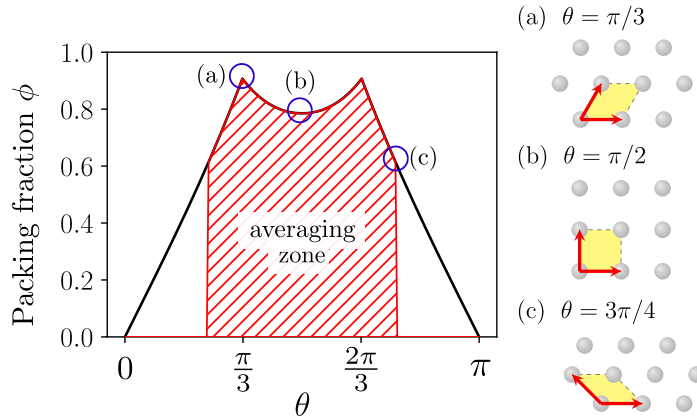 Packing fraction ϕ
1.0
0.8
0.6
0.4
0.2
0.0
(a)
(b)
(c)
averaging
zone
0
π/3
2π/3
π
θ
(a) θ = π/3
(b) θ = π/2
(c) θ = 3π/4